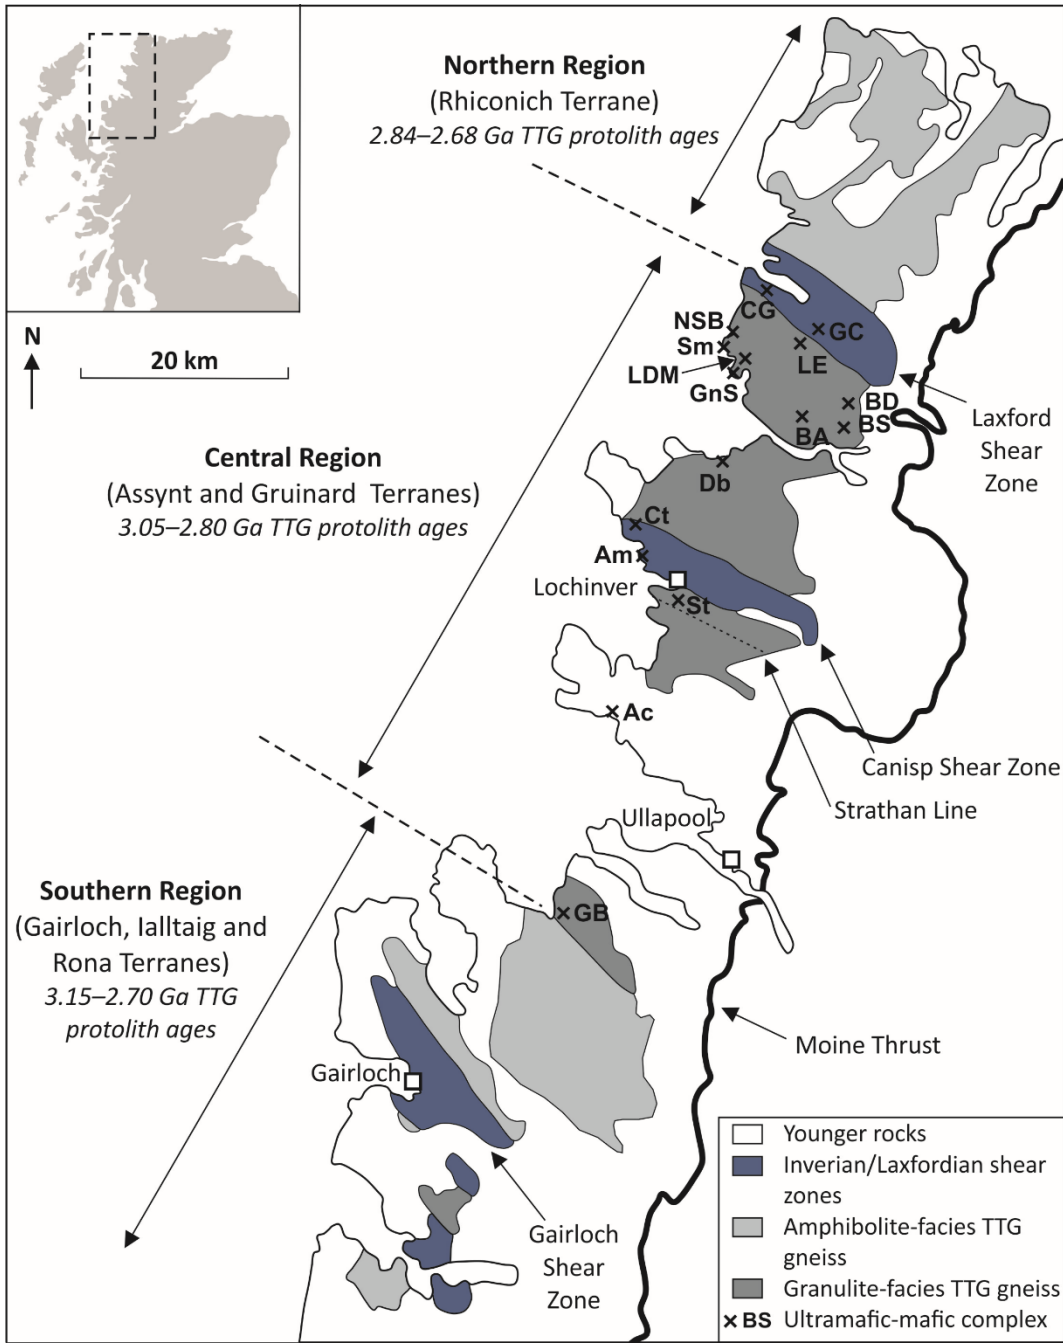 Northern Region
(Rhiconich Terrane)
2.84–2.68 Ga TTG protolith ages
N
20 km
CG
NSB
GC
Sm
LE
LDM
GnS
BD
BS
BA
Laxford
Shear
Zone
Central Region
(Assynt and Gruinard Terranes)
3.05–2.80 Ga TTG protolith ages
Db
Ct
Am
Lochinver
St
Ac
Canisp Shear Zone
Strathan Line
Ullapool
Southern Region
(Gairloch, Ialltaig and
Rona Terranes)
3.15–2.70 Ga TTG
protolith ages
GB
Moine Thrust
Gairloch
Gairloch
Shear
Zone
Younger rocks
Inverian/Laxfordian shear
zones
Amphibolite-facies TTG
gneiss
Granulite-facies TTG gneiss
× BS Ultramafic-mafic complex